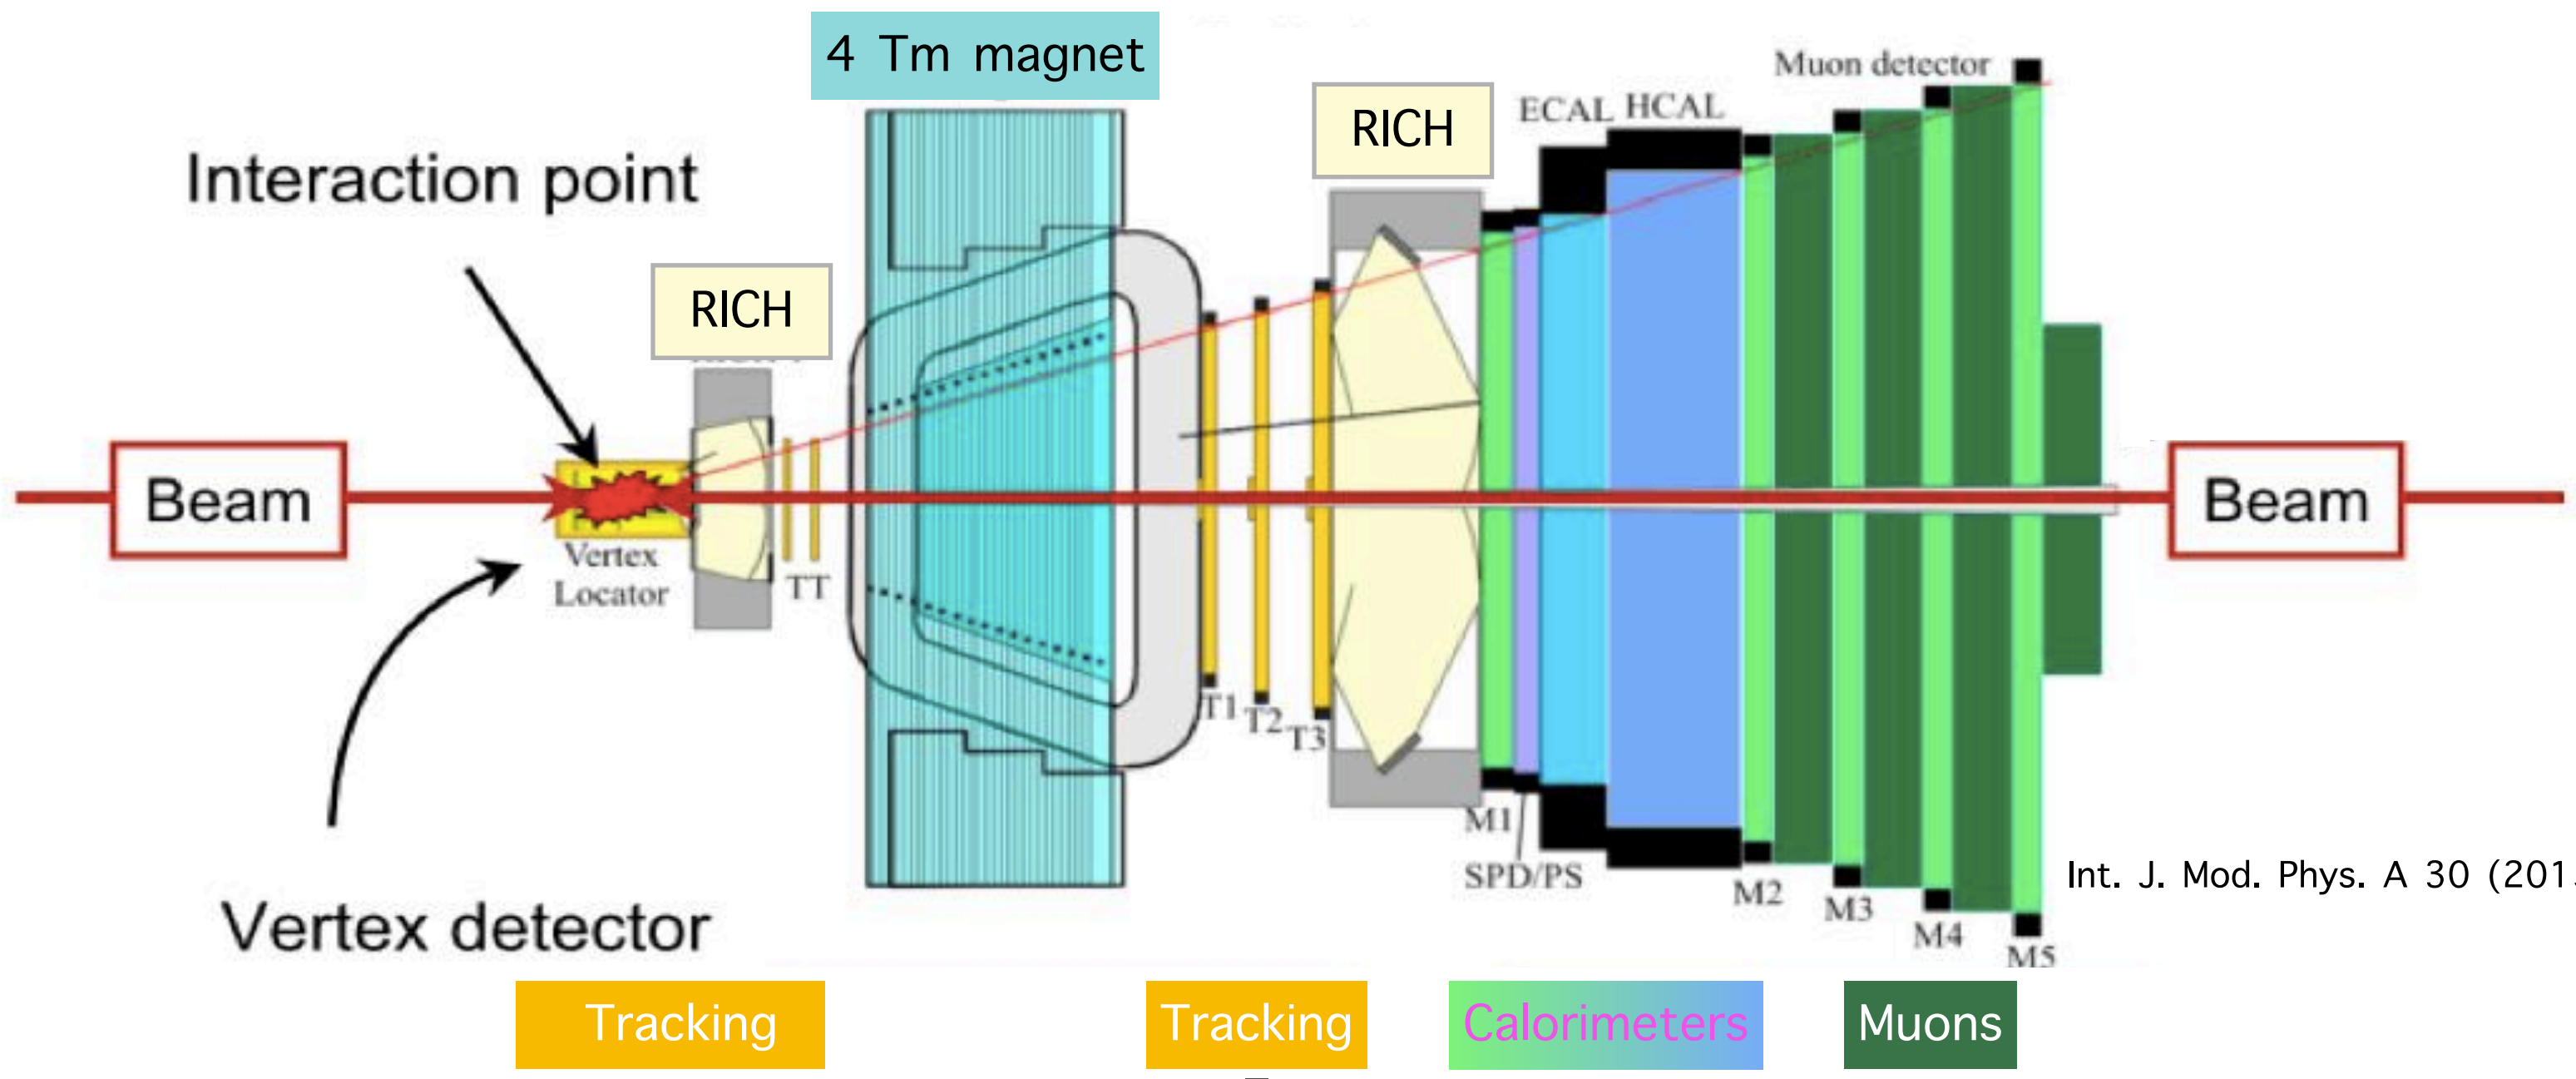 4 Tm magnet
Muon detector
RICH
ECAL HCAL
Interaction point
RICH
Beam
Beam
Vertex
Locator
TT
T1
T2
T3
M1
SPD/PS
M2
M3
M4
M5
Int. J. Mod. Phys. A 30 (201
Vertex detector
Tracking
Tracking
Calorimeters
Muons